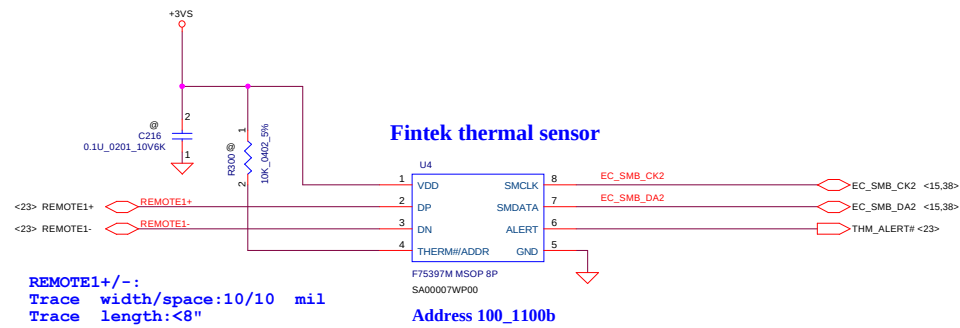 +3VS
@
C216
0.1U_0201_10V6K
2
1
R300 @
10K_0402_5%
1
2
Fintek thermal sensor
U4
1 VDD SMCLK 8 EC_SMB_CK2 EC_SMB_CK2 <15,38>
<23> REMOTE1+ REMOTE1+ 2 DP SMDATA 7 EC_SMB_DA2 EC_SMB_DA2 <15,38>
<23> REMOTE1- REMOTE1- 3 DN ALERT 6 THM_ALERT# <23>
4 THERM#/ADDR GND 5
F75397M MSOP 8P
SA00007WP00
REMOTE1+/-:
Trace width/space:10/10 mil
Trace length:<8"
Address 100_1100b